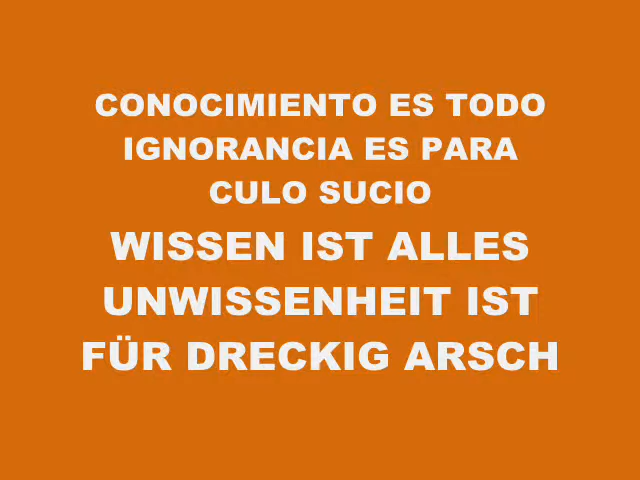 CONOCIMIENTO ES TODO
IGNORANCIA ES PARA
CULO SUCIO
WISSEN IST ALLES
UNWISSENHEIT IST
FÜR DRECKIG ARSCH